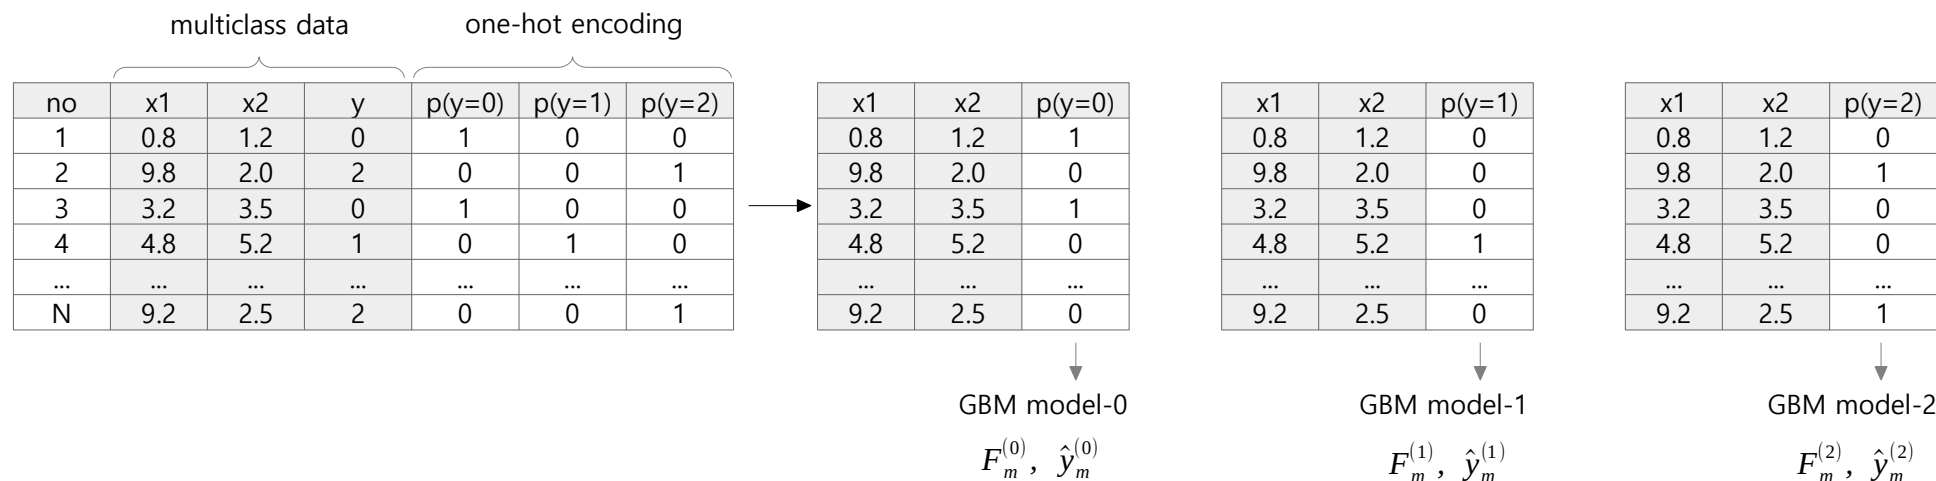 multiclass data one-hot encoding
no x1 x2 y p(y=0) p(y=1) p(y=2)
1 0.8 1.2 0 1 0 0
2 9.8 2.0 2 0 0 1
3 3.2 3.5 0 1 0 0
4 4.8 5.2 1 0 1 0
... ... ... ... ... ... ...
N 9.2 2.5 2 0 0 1
x1 x2 p(y=0)
0.8 1.2 1
9.8 2.0 0
3.2 3.5 1
4.8 5.2 0
... ... ...
9.2 2.5 0
GBM model-0
F_m^{(0)}, ŷ_m^{(0)}
x1 x2 p(y=1)
0.8 1.2 0
9.8 2.0 0
3.2 3.5 0
4.8 5.2 1
... ... ...
9.2 2.5 0
GBM model-1
F_m^{(1)}, ŷ_m^{(1)}
x1 x2 p(y=2)
0.8 1.2 0
9.8 2.0 1
3.2 3.5 0
4.8 5.2 0
... ... ...
9.2 2.5 1
GBM model-2
F_m^{(2)}, ŷ_m^{(2)}